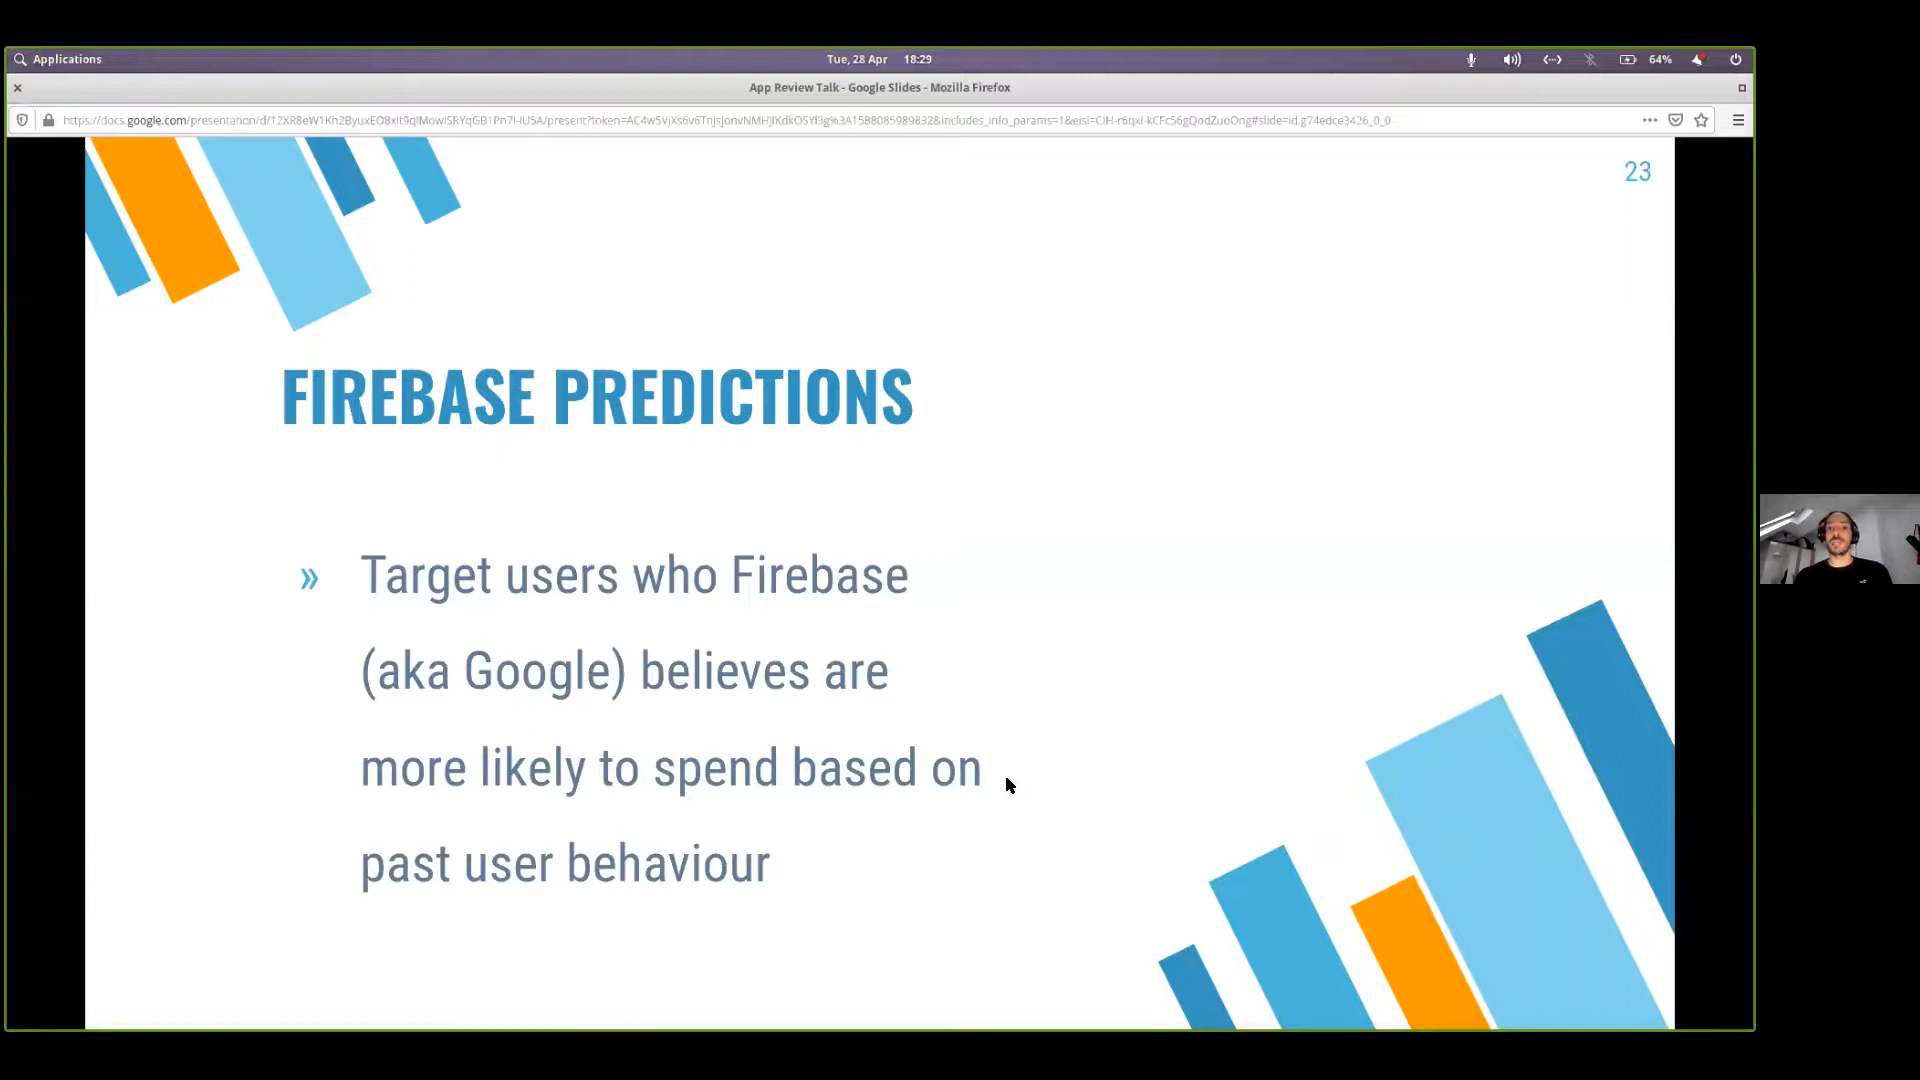 Applications
Tue, 28 Apr 18:29
64%
App Review Talk - Google Slides - Mozilla Firefox
23
FIREBASE PREDICTIONS
» Target users who Firebase
(aka Google) believes are
more likely to spend based on
past user behaviour